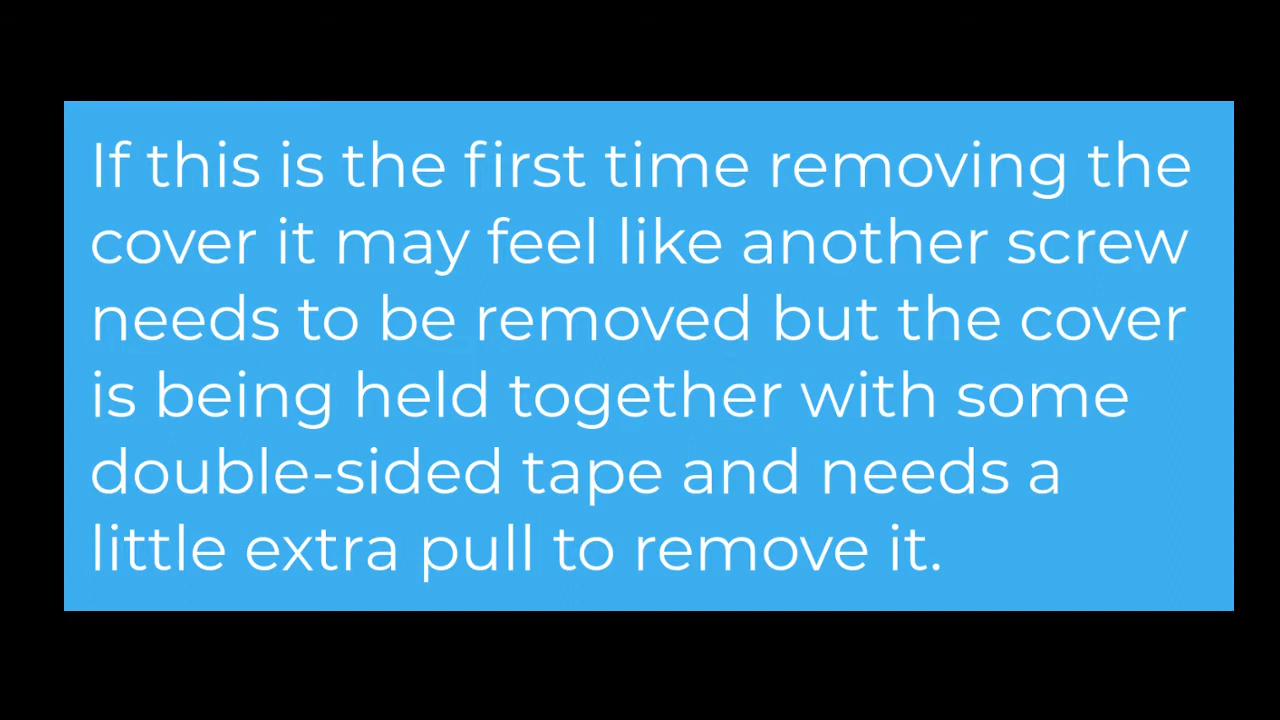 If this is the first time removing the
cover it may feel like another screw
needs to be removed but the cover
is being held together with some
double-sided tape and needs a
little extra pull to remove it.